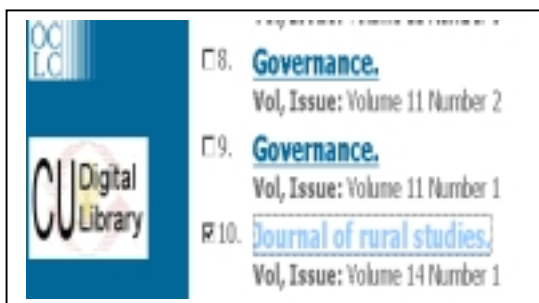 OC
LC
8. Governance.
Vol, Issue: Volume 11 Number 2
9. Governance.
Vol, Issue: Volume 11 Number 1
CU Digital
Library
10. Journal of rural studies.
Vol, Issue: Volume 14 Number 1